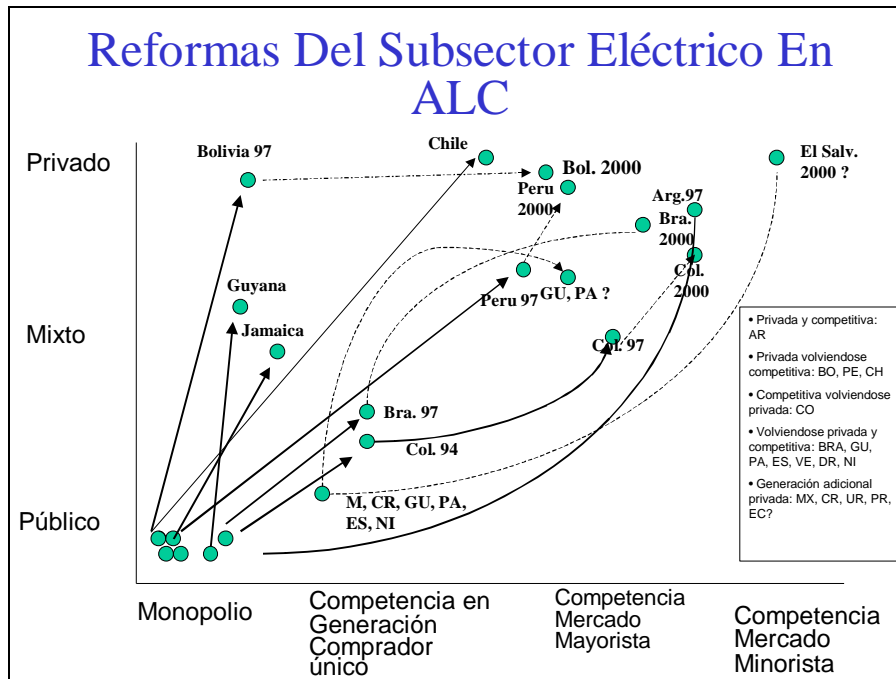 Reformas Del Subsector Eléctrico En
ALC
Privado
Mixto
Público
Bolivia 97
Chile
Bol. 2000
Peru
2000
El Salv.
2000 ?
Arg.97
Bra.
2000
Col.
2000
Guyana
Jamaica
Peru 97
GU, PA ?
Col. 97
Bra. 97
Col. 94
M, CR, GU, PA,
ES, NI
• Privada y competitiva:
AR
• Privada volviendose
competitiva: BO, PE, CH
• Competitiva volviendose
privada: CO
• Volviendose privada y
competitiva: BRA, GU,
PA, ES, VE, DR, NI
• Generación adicional
privada: MX, CR, UR, PR,
EC?
Monopolio
Competencia en
Generación
Comprador
único
Competencia
Mercado
Mayorista
Competencia
Mercado
Minorista